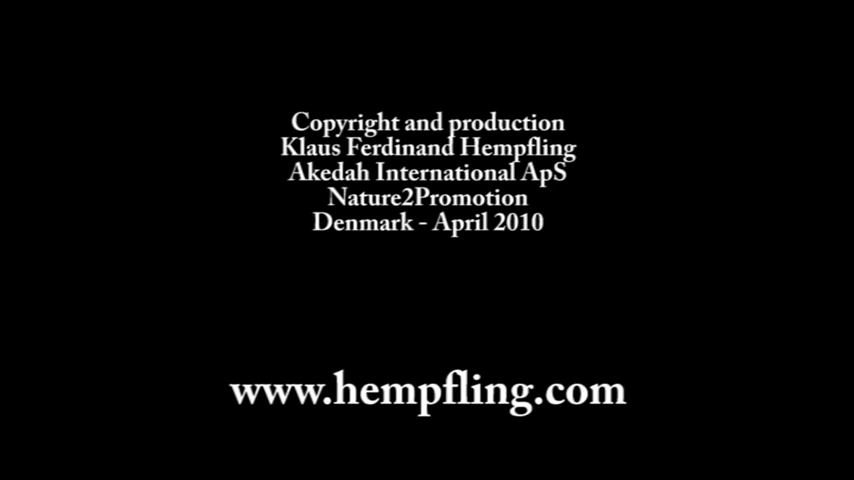 Copyright and production
Klaus Ferdinand Hempfling
Akedah International ApS
Nature2Promotion
Denmark - April 2010
www.hempfling.com